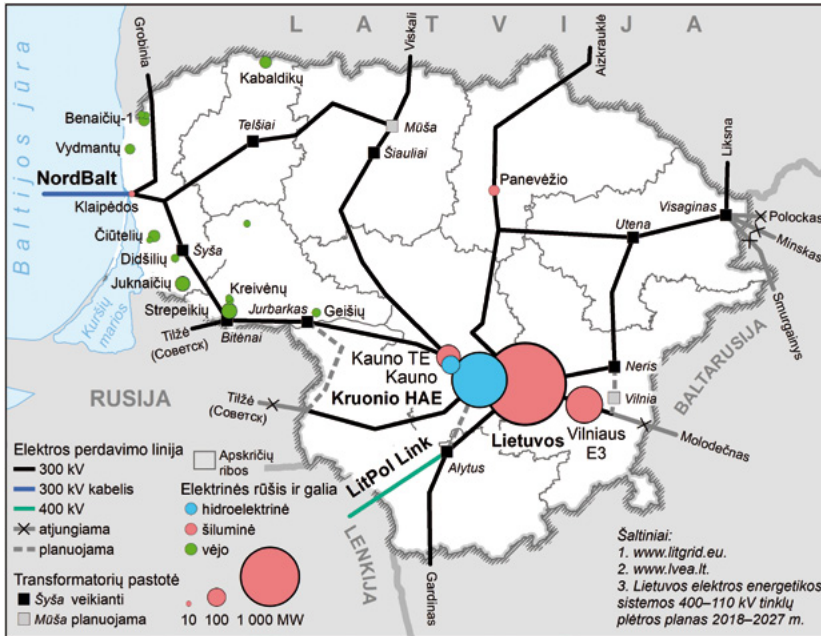 L A T V I J A
Grobinia
Viskali
Aizkrauklė
Kabaldikų
Baltijos jūra
Benaičių-1
Vydmantų
Telšiai
Mūša
Šiauliai
Liksna
NordBalt
Klaipėdos
Panevėžio
Visaginas
Polockas
Minskas
Utena
Čiūtelių
Šyša
Didšilių
Juknaičių
Kreivėnų
Smurgainys
Kuršių
marios
Strepeikių
Jurbarkas
Geišių
Tilžė
(Советск)
Bitėnai
Kauno TE
Kauno
Kruonio HAE
Neris
BALTARUSIJA
RUSIJA
Tilžė
(Советск)
Vilnia
Lietuvos
Vilniaus
E3
Molodečnas
LitPol Link
Alytus
LENKIJA
Gardinas
Elektros perdavimo linija
300 kV
300 kV kabelis
400 kV
atjungiama
planuojama
Transformatorių pastotė
Šyša veikianti
Mūša planuojama
Apskričių
ribos
Elektrinės rūšis ir galia
hidroelektrinė
šiluminė
vėjo
10 100 1 000 MW
Šaltiniai:
1. www.litgrid.eu.
2. www.lvea.lt.
3. Lietuvos elektros energetikos
sistemos 400–110 kV tinklų
plėtros planas 2018–2027 m.